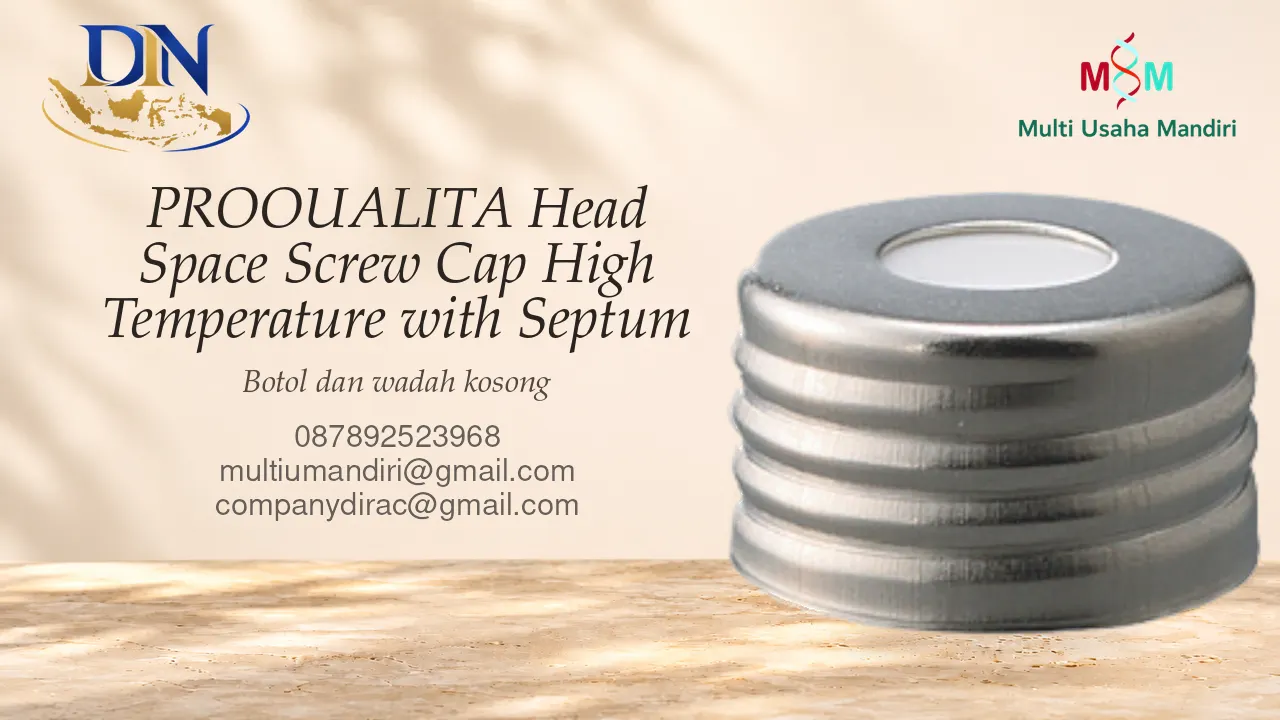 DIN
M M
Multi Usaha Mandiri
PROOUALITA Head
Space Screw Cap High
Temperature with Septum
Botol dan wadah kosong
087892523968
multiumandiri@gmail.com
companydirac@gmail.com